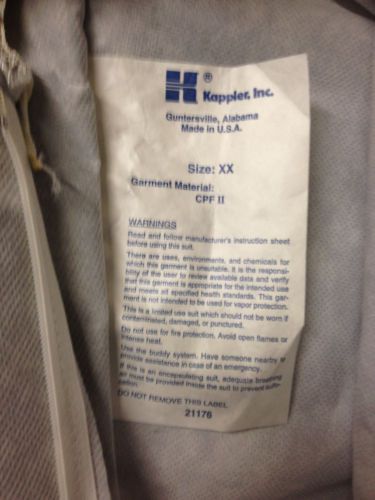 ®
Kappler, Inc.
Guntersville, Alabama
Made in U.S.A.
Size: XX
Garment Material:
CPF II
WARNINGS
Read and follow manufacturer's instruction sheet
before using this suit.
There are uses, environments, and chemicals for
which this garment is unsuitable. It is the responsi-
bility of the user to review available data and verify
that this garment is appropriate for the intended use
and meets all specified health standards. This gar-
ment is not intended to be used for vapor protection.
This is a limited use suit which should not be worn if
contaminated, damaged, or punctured.
Do not use for fire protection. Avoid open flames or
intense heat.
Use the buddy system. Have someone nearby to
provide assistance in case of an emergency.
If this is an encapsulating suit, adequate breathing
air must be provided inside the suit to prevent suffo-
cation.
DO NOT REMOVE THIS LABEL
21176